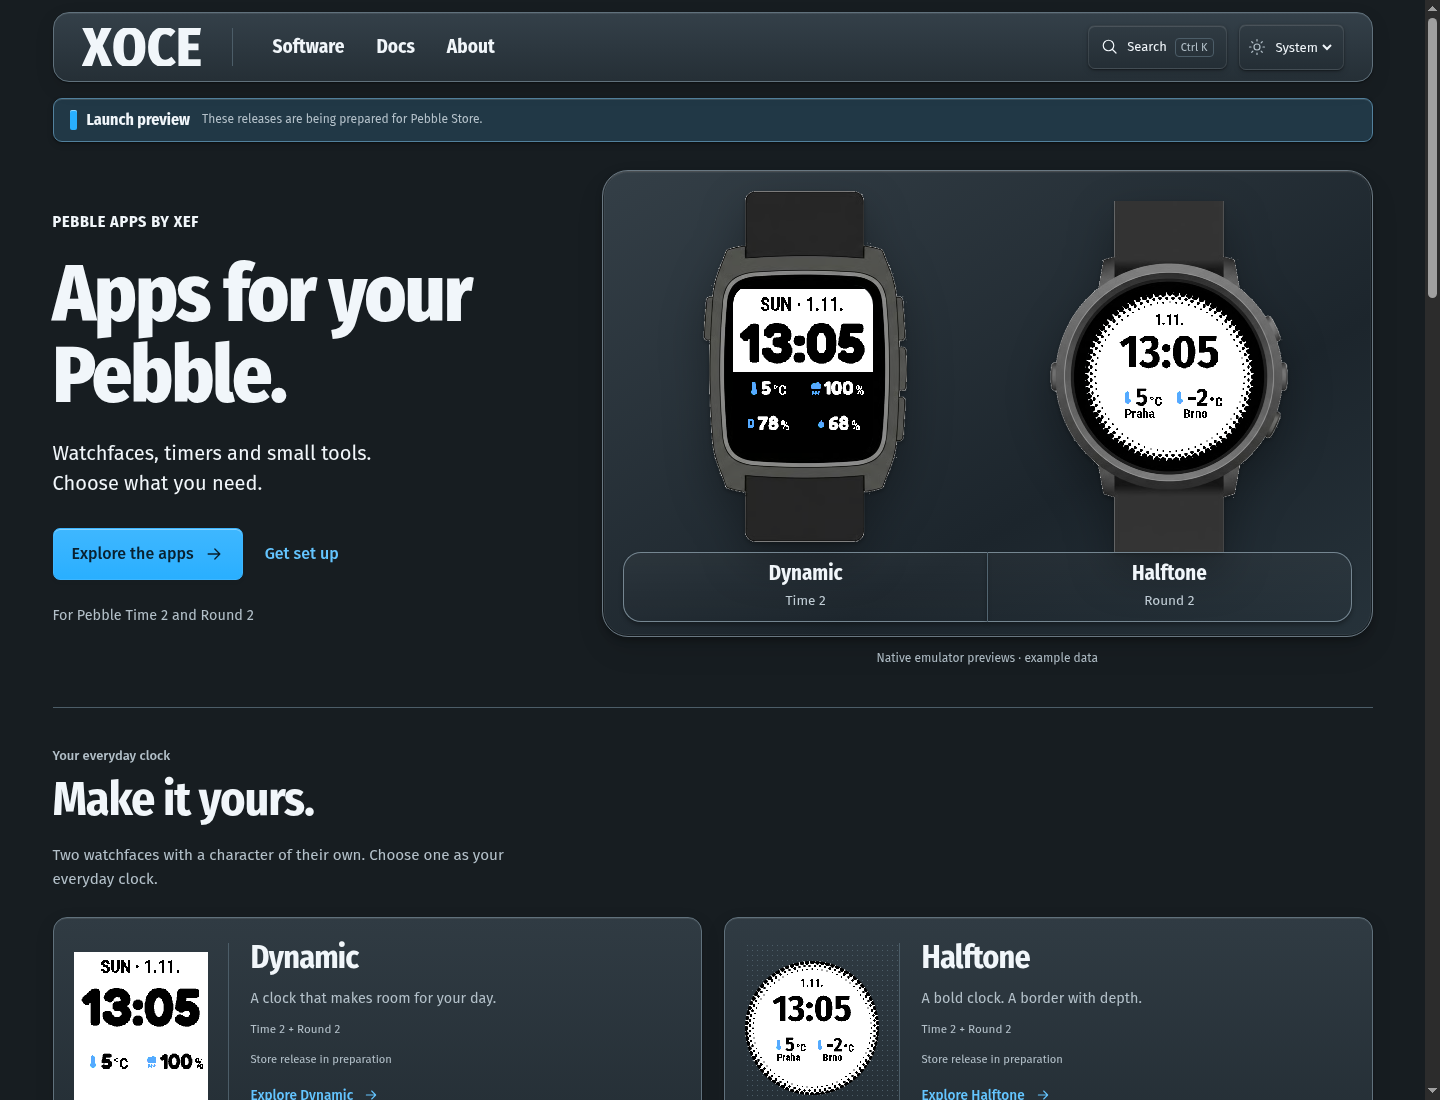 XOCE
Software Docs About
Search Ctrl K
System
Launch preview These releases are being prepared for Pebble Store.
PEBBLE APPS BY XEF
Apps for your
Pebble.
Watchfaces, timers and small tools.
Choose what you need.
Explore the apps →
Get set up
For Pebble Time 2 and Round 2
SUN · 1.11.
13:05
5°C 100%
78% 68%
1.11.
13:05
5°C -2°C
Praha Brno
Dynamic
Time 2
Halftone
Round 2
Native emulator previews · example data
Your everyday clock
Make it yours.
Two watchfaces with a character of their own. Choose one as your
everyday clock.
SUN · 1.11.
13:05
5°C 100%
Dynamic
A clock that makes room for your day.
Time 2 + Round 2
Store release in preparation
Explore Dynamic →
1.11.
13:05
5°C -2°C
Praha Brno
Halftone
A bold clock. A border with depth.
Time 2 + Round 2
Store release in preparation
Explore Halftone →